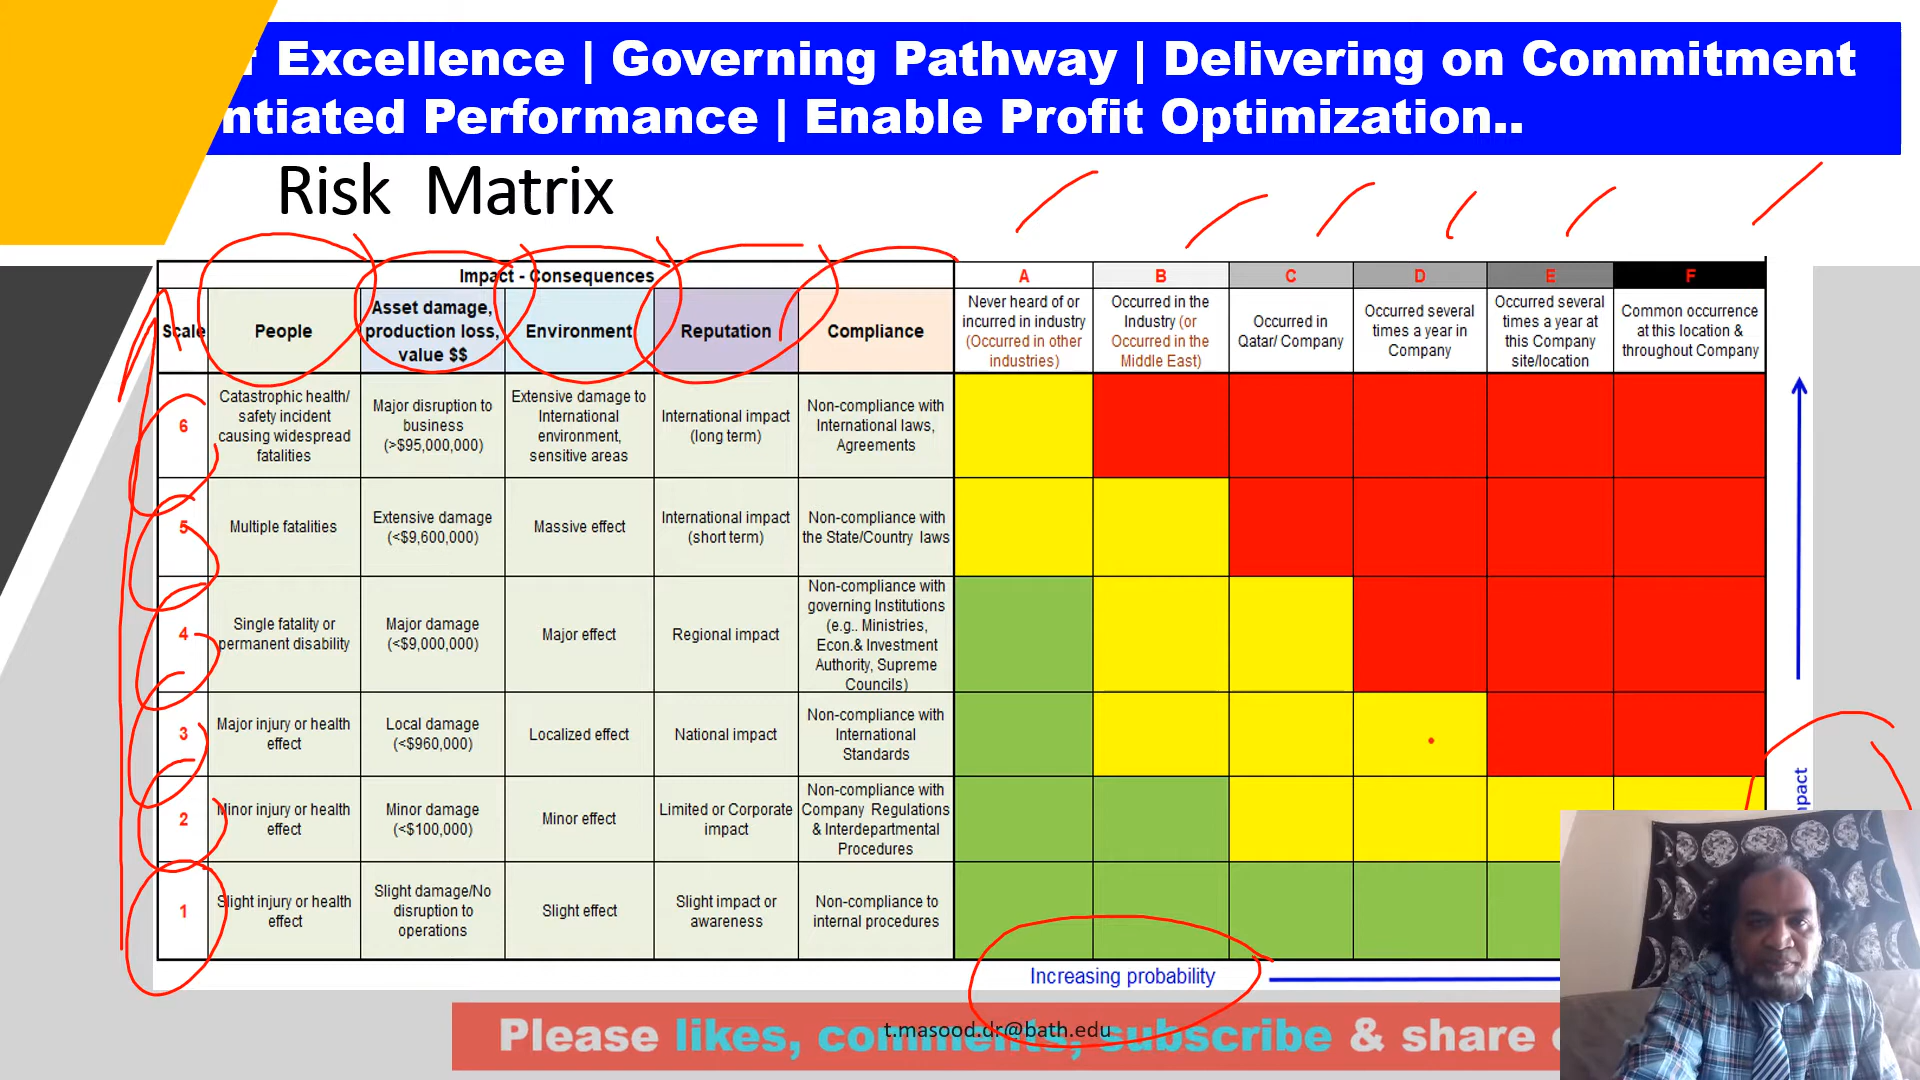 Excellence | Governing Pathway | Delivering on Commitment
ntiated Performance | Enable Profit Optimization..
Risk Matrix
Impact - Consequences
A
B
C
D
E
F
Scale
People
Asset damage,
production loss,
value $$
Environment
Reputation
Compliance
Never heard of or
incurred in industry
(Occurred in other
industries)
Occurred in the
Industry (or
Occurred in the
Middle East)
Occurred in
Qatar/ Company
Occurred several
times a year in
Company
Occurred several
times a year at
this Company
site/location
Common occurrence
at this location &
throughout Company
6
Catastrophic health/
safety incident
causing widespread
fatalities
Major disruption to
business
(>$95,000,000)
Extensive damage to
International
environment,
sensitive areas
International impact
(long term)
Non-compliance with
International laws,
Agreements
5
Multiple fatalities
Extensive damage
(<$9,600,000)
Massive effect
International impact
(short term)
Non-compliance with
the State/Country laws
4
Single fatality or
permanent disability
Major damage
(<$9,000,000)
Major effect
Regional impact
Non-compliance with
governing Institutions
(e.g.. Ministries,
Econ.& Investment
Authority, Supreme
Councils)
3
Major injury or health
effect
Local damage
(<$960,000)
Localized effect
National impact
Non-compliance with
International
Standards
2
Minor injury or health
effect
Minor damage
(<$100,000)
Minor effect
Limited or Corporate
impact
Non-compliance with
Company Regulations
& Interdepartmental
Procedures
1
Slight injury or health
effect
Slight damage/No
disruption to
operations
Slight effect
Slight impact or
awareness
Non-compliance to
internal procedures
pact
Increasing probability
t.masood.dr@bath.edu
Please likes, comments, subscribe & share